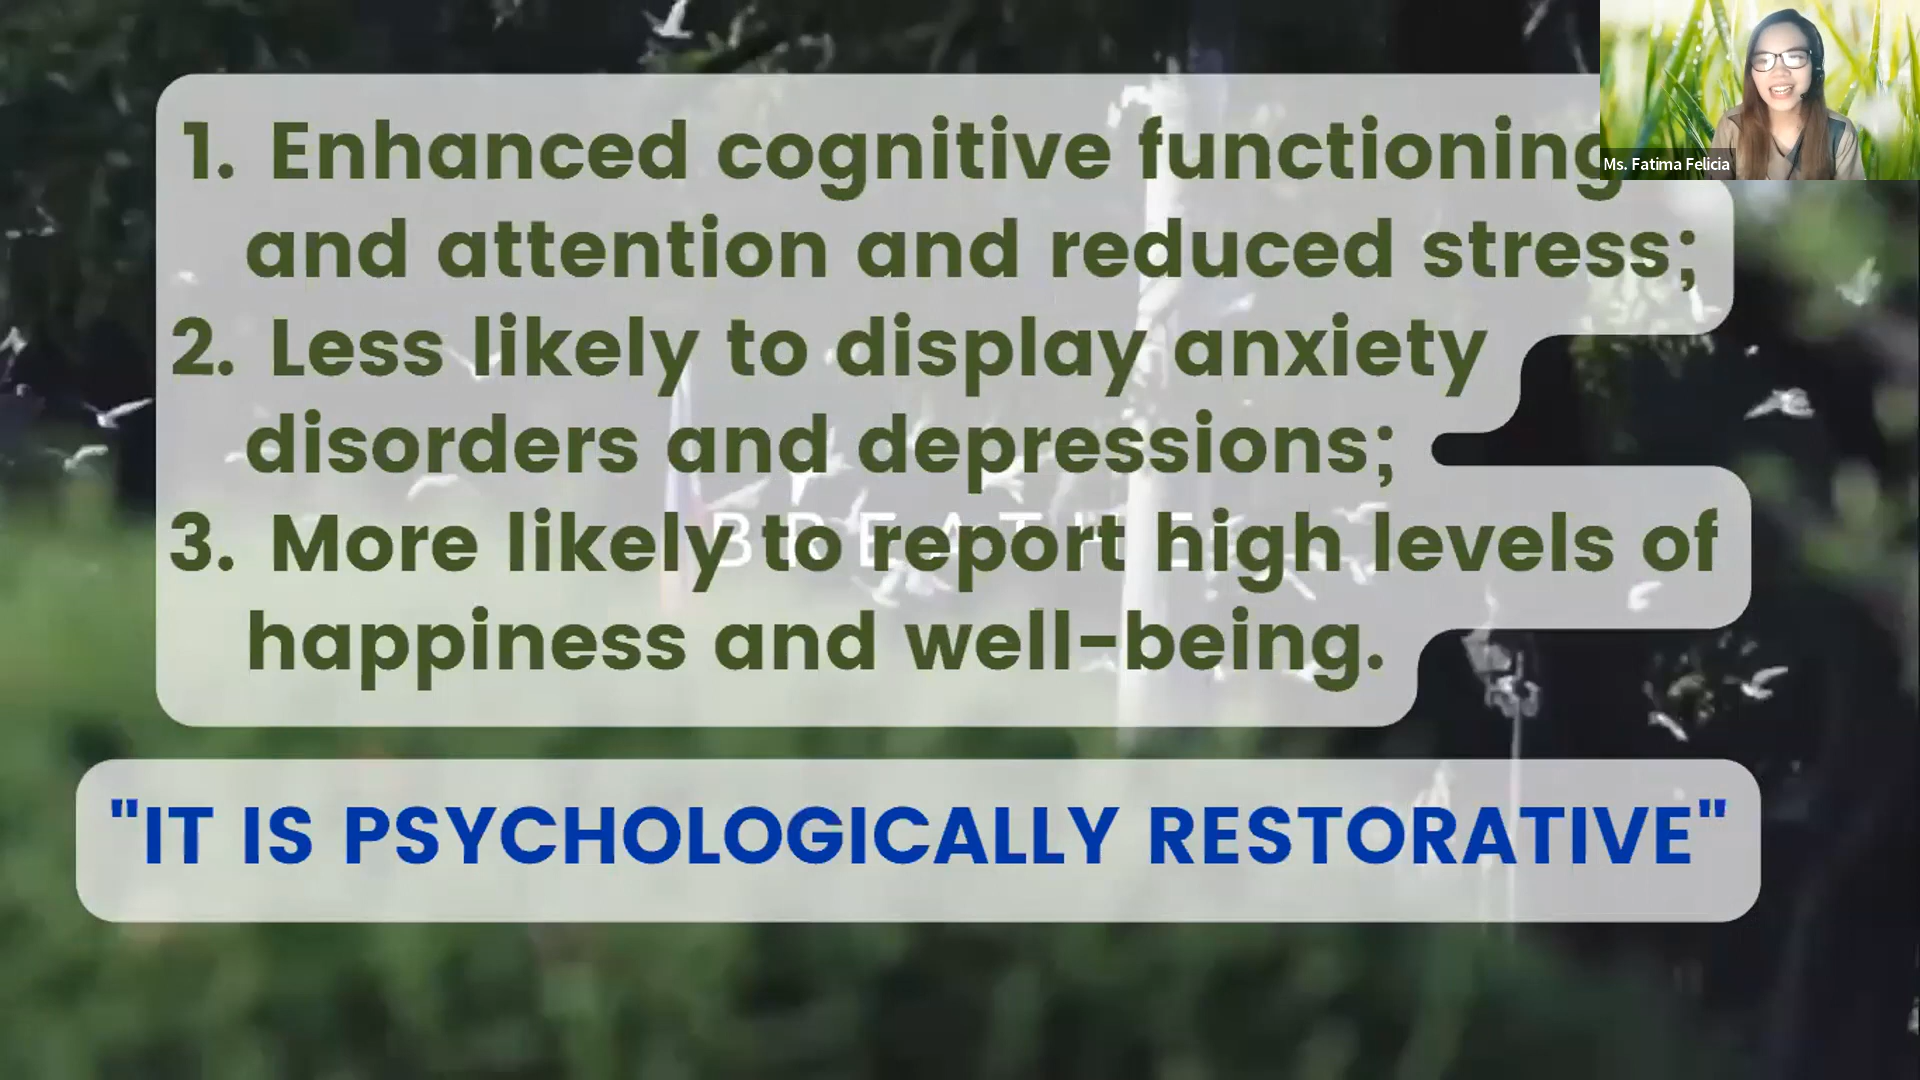 1. Enhanced cognitive functioning
and attention and reduced stress;
2. Less likely to display anxiety
disorders and depressions;
3. More likely to report high levels of
happiness and well-being.
BREATHE
"IT IS PSYCHOLOGICALLY RESTORATIVE"
Ms. Fatima Felicia